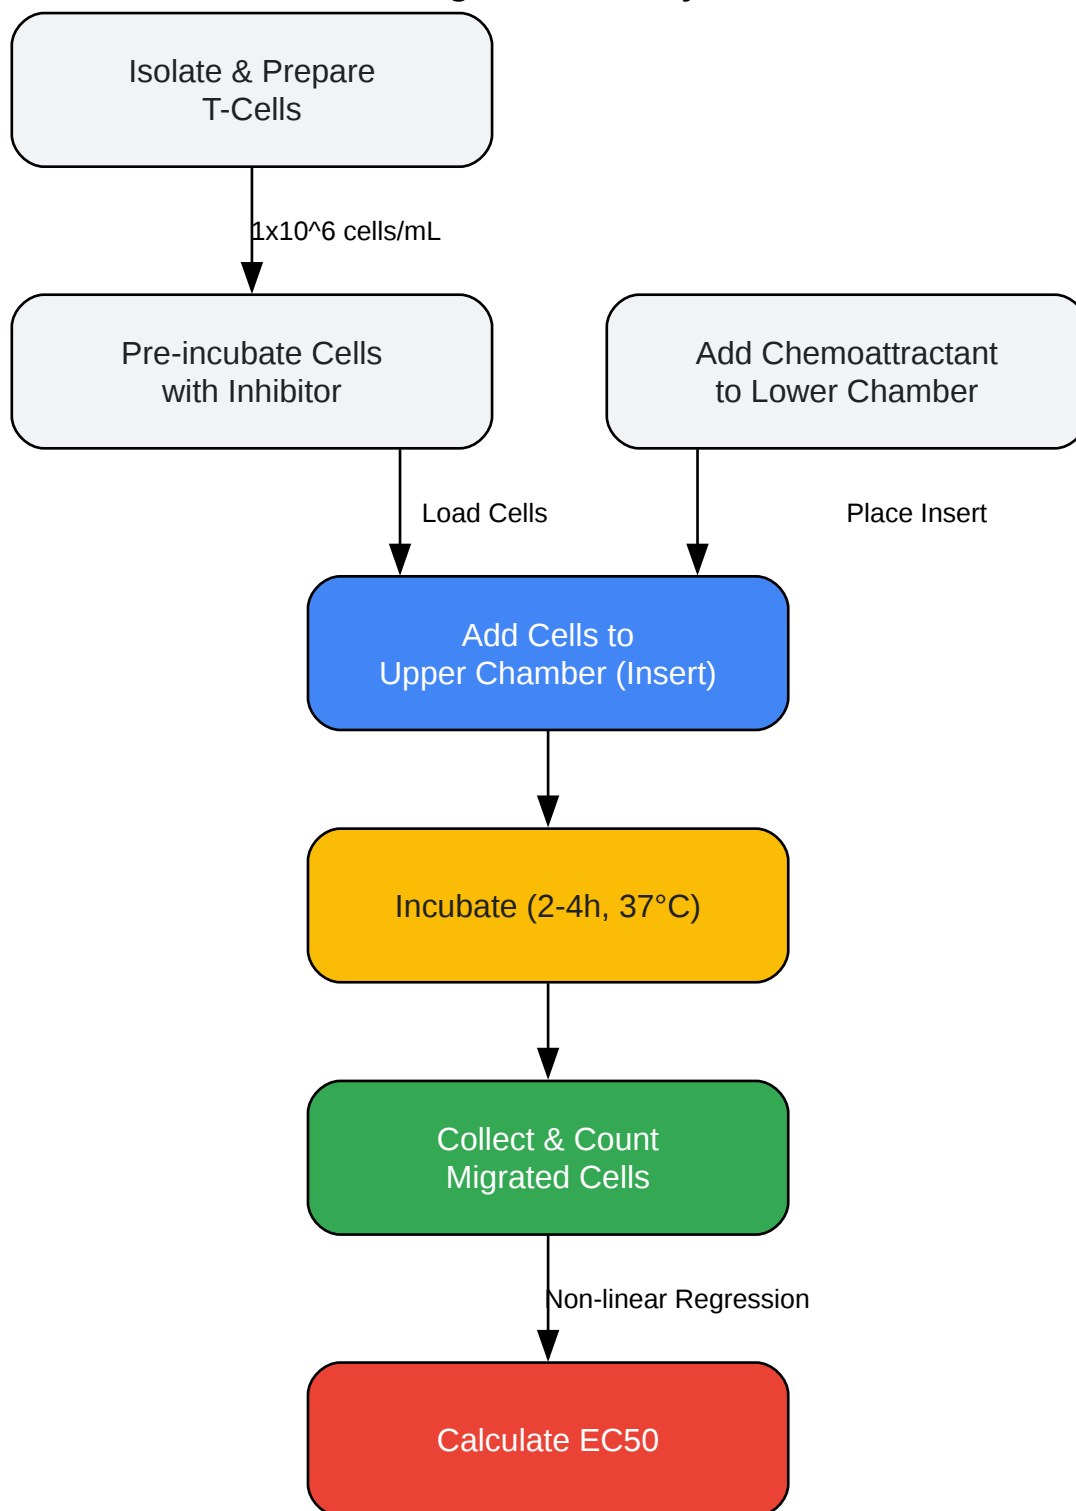 Isolate & Prepare
T-Cells
1x10^6 cells/mL
Pre-incubate Cells
with Inhibitor
Add Chemoattractant
to Lower Chamber
Load Cells
Place Insert
Add Cells to
Upper Chamber (Insert)
Incubate (2-4h, 37°C)
Collect & Count
Migrated Cells
Non-linear Regression
Calculate EC50